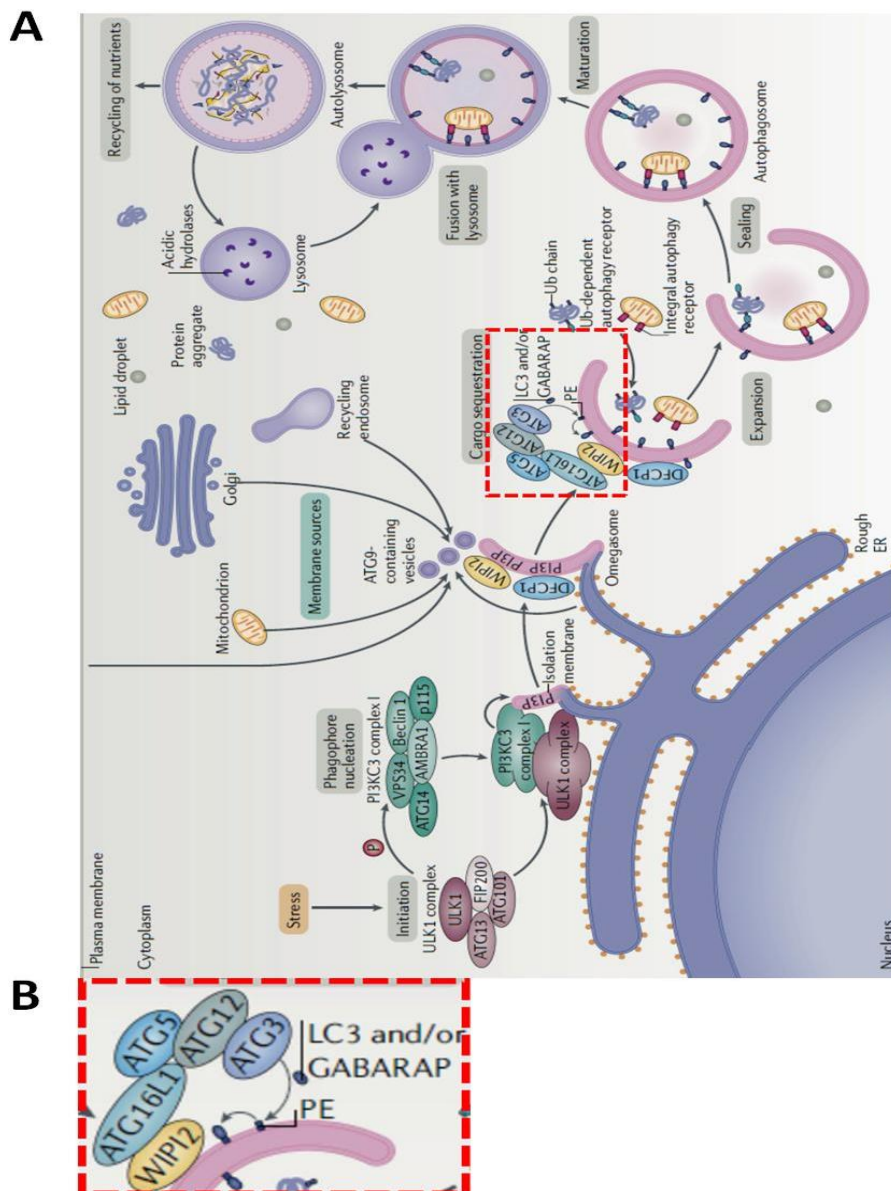 A
Plasma membrane
Cytoplasm
Stress
Initiation
ULK1 complex
ULK1
FIP200
ATG13
ATG101
P
Phagophore
nucleation
PI3KC3 complex I
VPS34
Beclin 1
ATG14
AMBRA1
p115
PI3KC3
complex I
ULK1 complex
PI3P
Isolation
membrane
Mitochondrion
Membrane sources
Golgi
Recycling
endosome
ATG9-
containing
vesicles
WIPI2
PI3P
PI3P
DFCP1
Omegasome
Rough
ER
Nucleus
Cargo sequestration
LC3 and/or
GABARAP
PE
ATG3
ATG12
ATG5
ATG16L1
WIPI2
DFCP1
Ub chain
Ub-dependent
autophagy receptor
Integral autophagy
receptor
Expansion
Sealing
Autophagosome
Maturation
Fusion with
lysosome
Autolysosome
Recycling of nutrients
Lipid droplet
Protein
aggregate
Acidic
hydrolases
Lysosome
B
ATG5
ATG12
ATG3
ATG16L1
WIPI2
LC3 and/or
GABARAP
PE